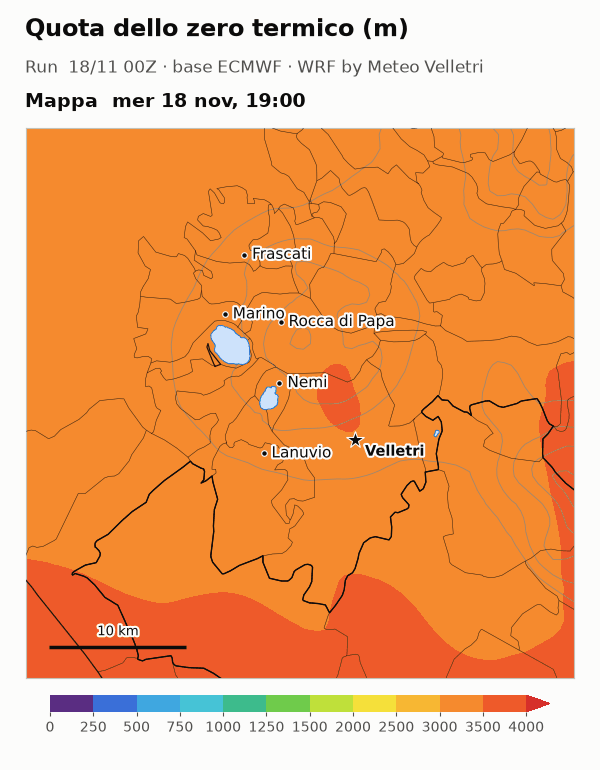 Quota dello zero termico (m)
Run  18/11 00Z · base ECMWF · WRF by Meteo Velletri
Mappa  mer 18 nov, 19:00
Frascati
Marino
Rocca di Papa
Nemi
Velletri
Lanuvio
10 km
0 250 500 750 1000 1250 1500 2000 2500 3000 3500 4000